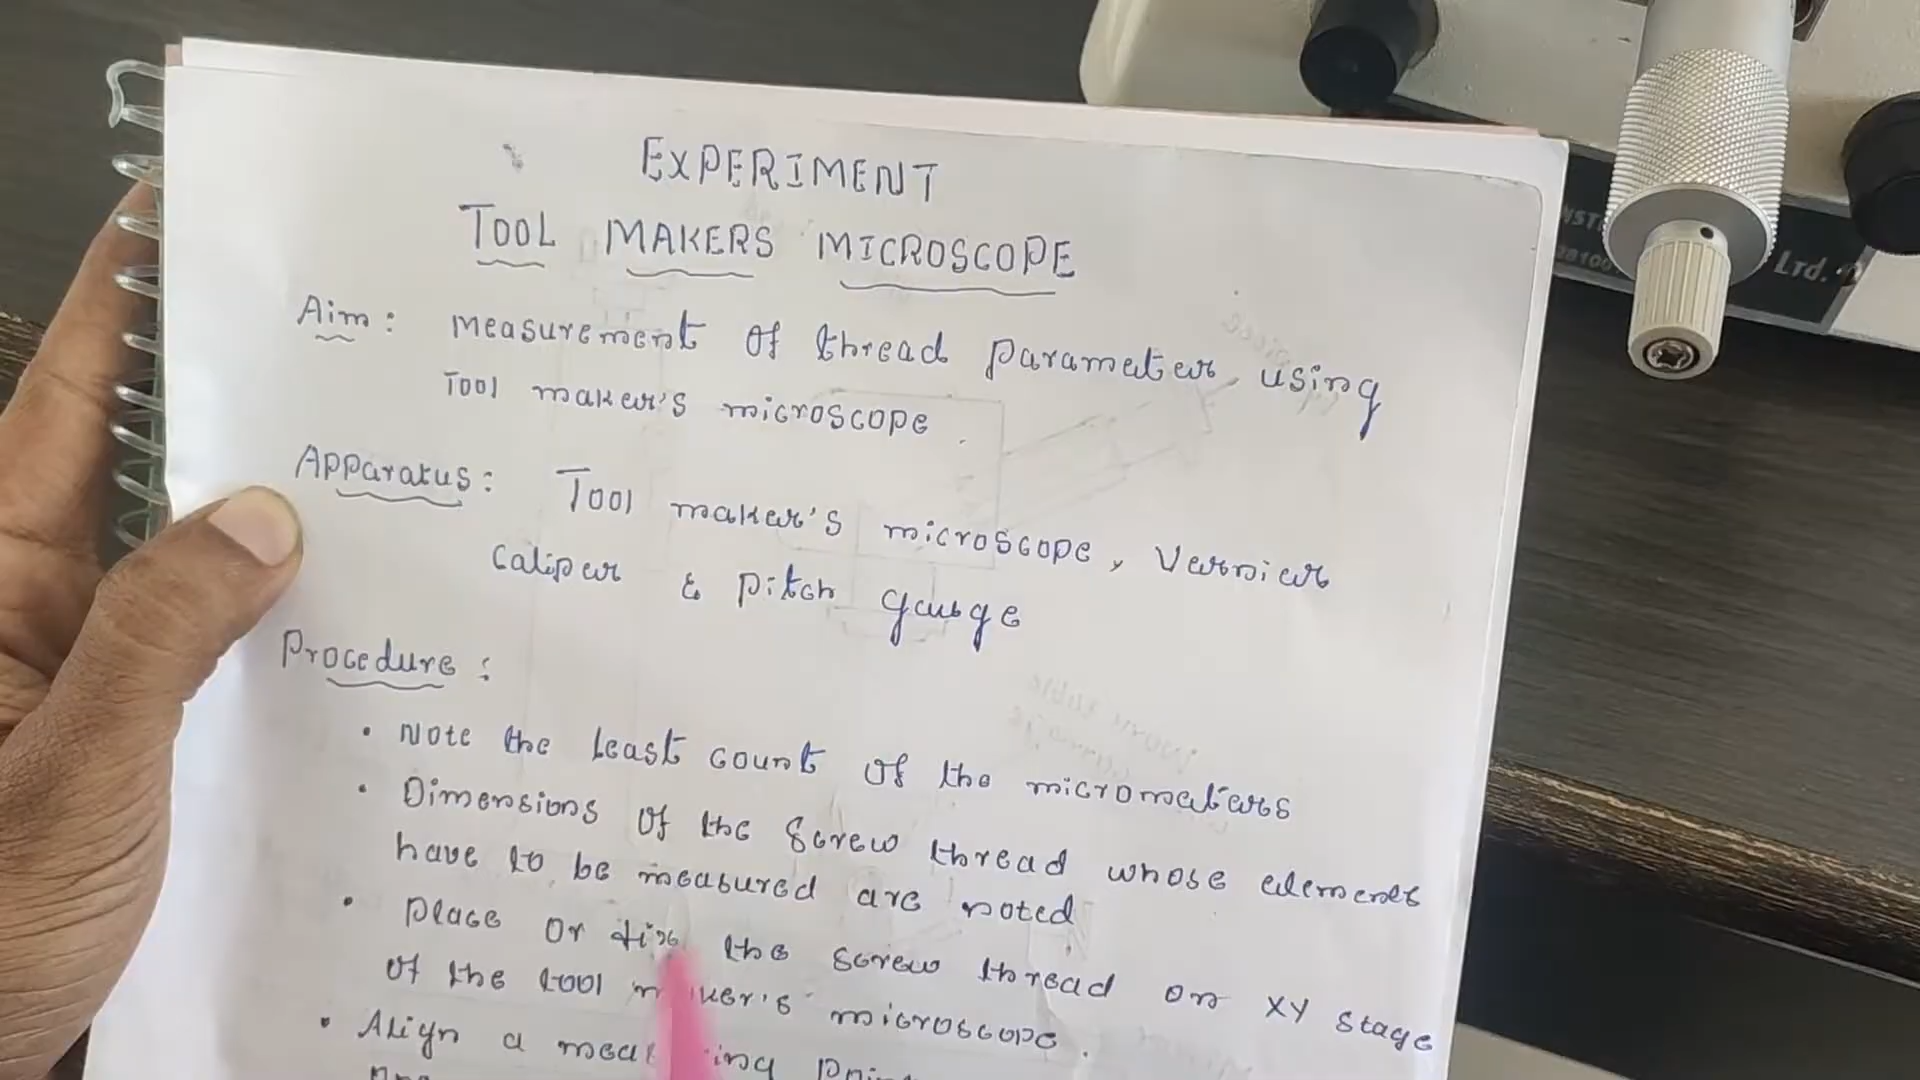 EXPERIMENT
TOOL MAKERS MICROSCOPE
Aim: Measurement of thread Parameter using
Tool maker's microscope.
Apparatus: Tool maker's microscope, Vernier
Caliper & Pitch gauge
Procedure:
• Note the least count of the micrometers
• Dimensions of the Screw thread whose elements
have to be measured are noted
• Place or fix the screw thread on XY stage
of the tool microscope.
• Align a
Ltd.